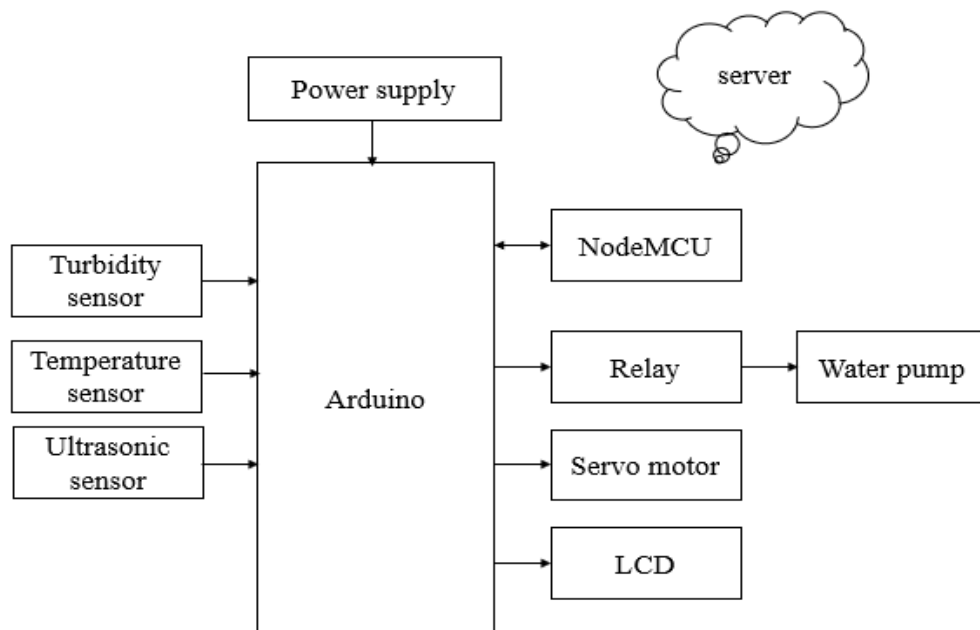 server
Power supply
NodeMCU
Turbidity
sensor
Temperature
sensor
Relay
Water pump
Arduino
Ultrasonic
sensor
Servo motor
LCD